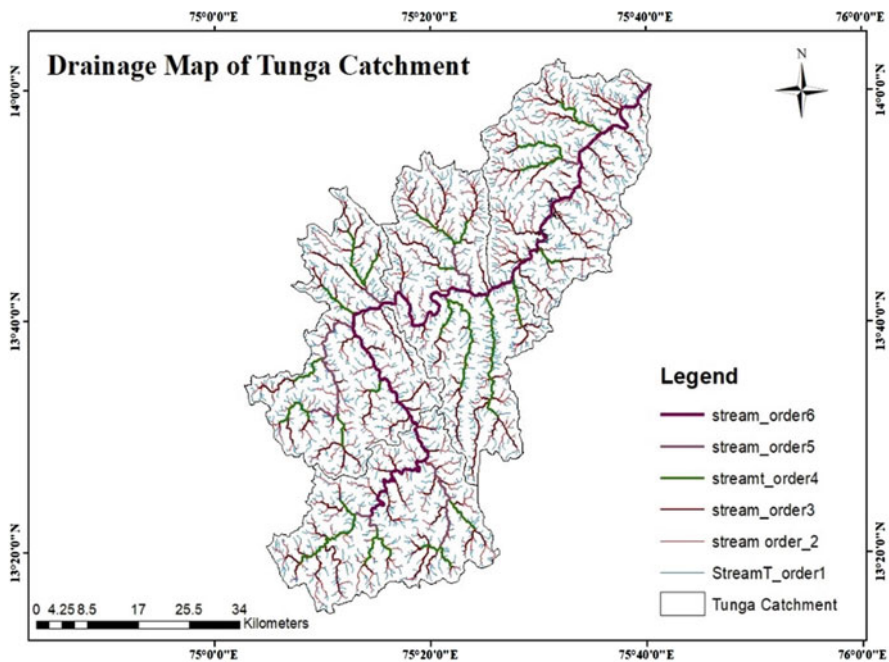 75°0'0"E 75°20'0"E 75°40'0"E 76°0'0"E
Drainage Map of Tunga Catchment
N
14°0'0"N 14°0'0"N
13°40'0"N 13°40'0"N
13°20'0"N 13°20'0"N
Legend
stream_order6
stream_order5
streamt_order4
stream_order3
stream order_2
StreamT_order1
Tunga Catchment
0 4.25 8.5 17 25.5 34
Kilometers
75°0'0"E 75°20'0"E 75°40'0"E 76°0'0"E